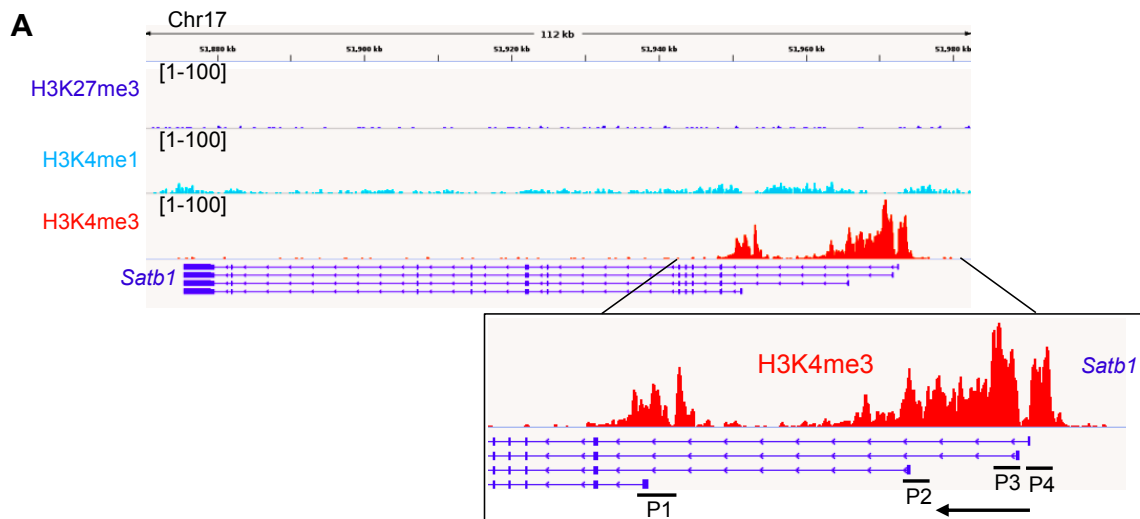 A
Chr17
112 kb
51,880 kb 51,900 kb 51,920 kb 51,940 kb 51,960 kb 51,980 kb
H3K27me3 [1-100]
H3K4me1 [1-100]
H3K4me3 [1-100]
Satb1
H3K4me3 Satb1
P1 P2 P3 P4